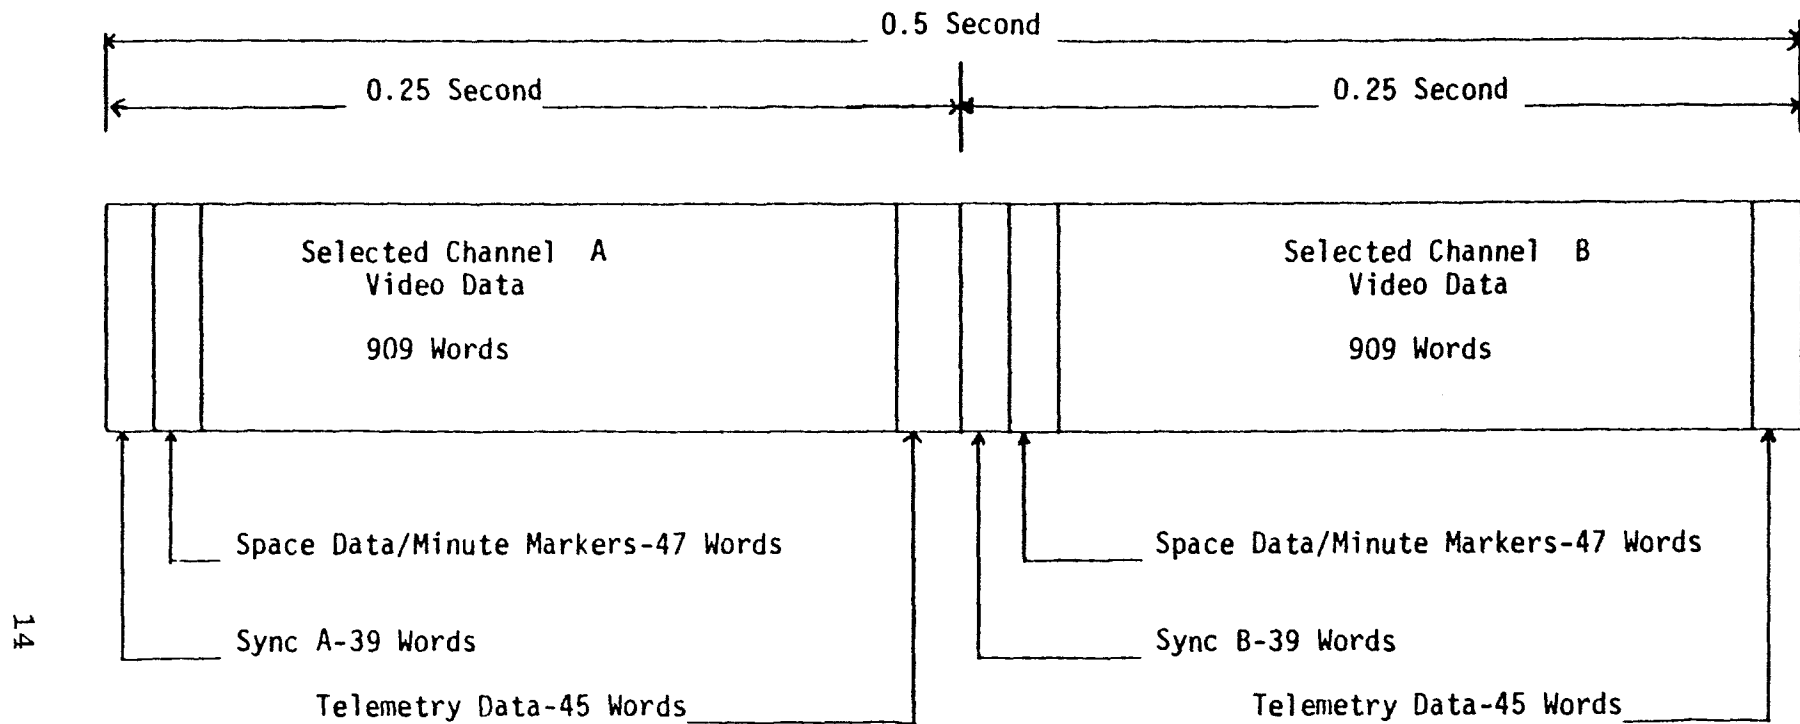 0.5 Second
0.25 Second
0.25 Second
Selected Channel A
Video Data
909 Words
Selected Channel B
Video Data
909 Words
Space Data/Minute Markers-47 Words
Space Data/Minute Markers-47 Words
Sync A-39 Words
Sync B-39 Words
Telemetry Data-45 Words
Telemetry Data-45 Words
14